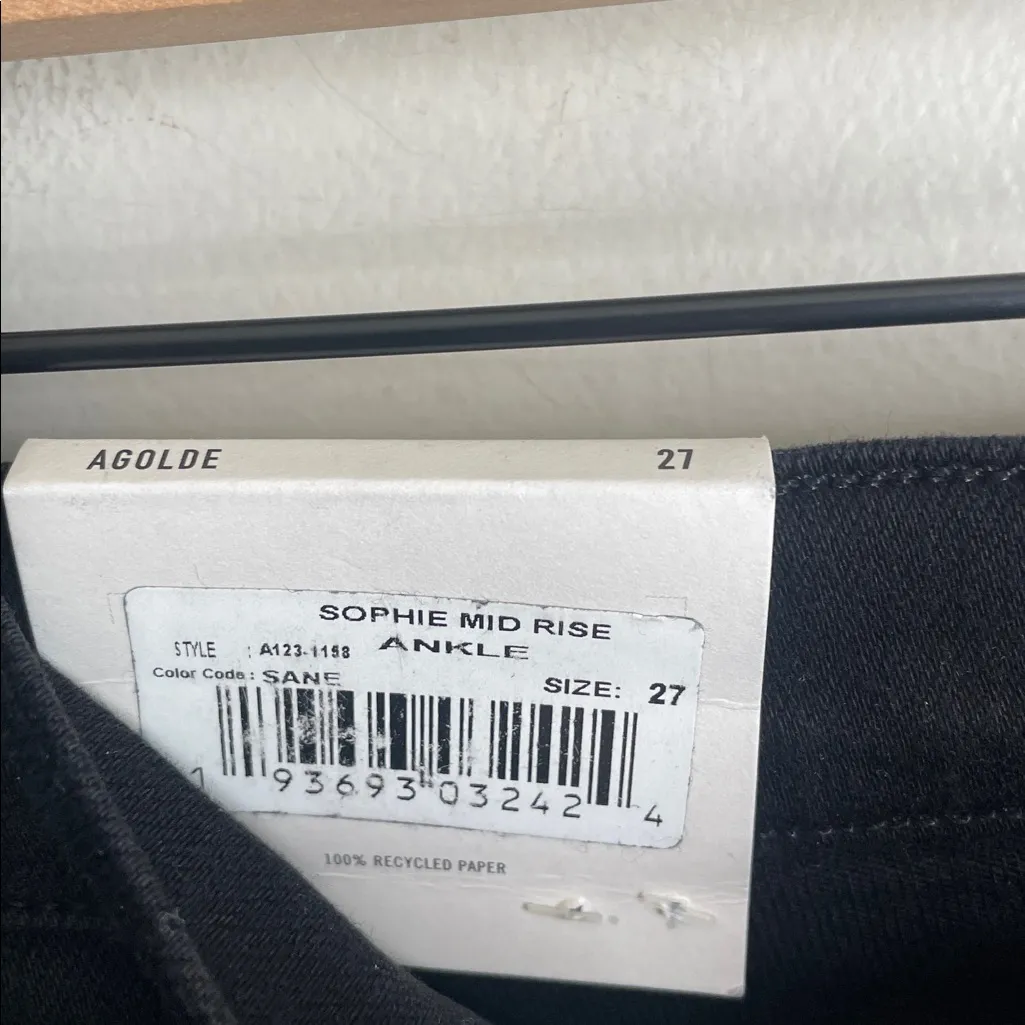 AGOLDE 27
SOPHIE MID RISE
ANKLE
STYLE : A123-1158
Color Code : SANE
SIZE: 27
1 93693 03242 4
100% RECYCLED PAPER